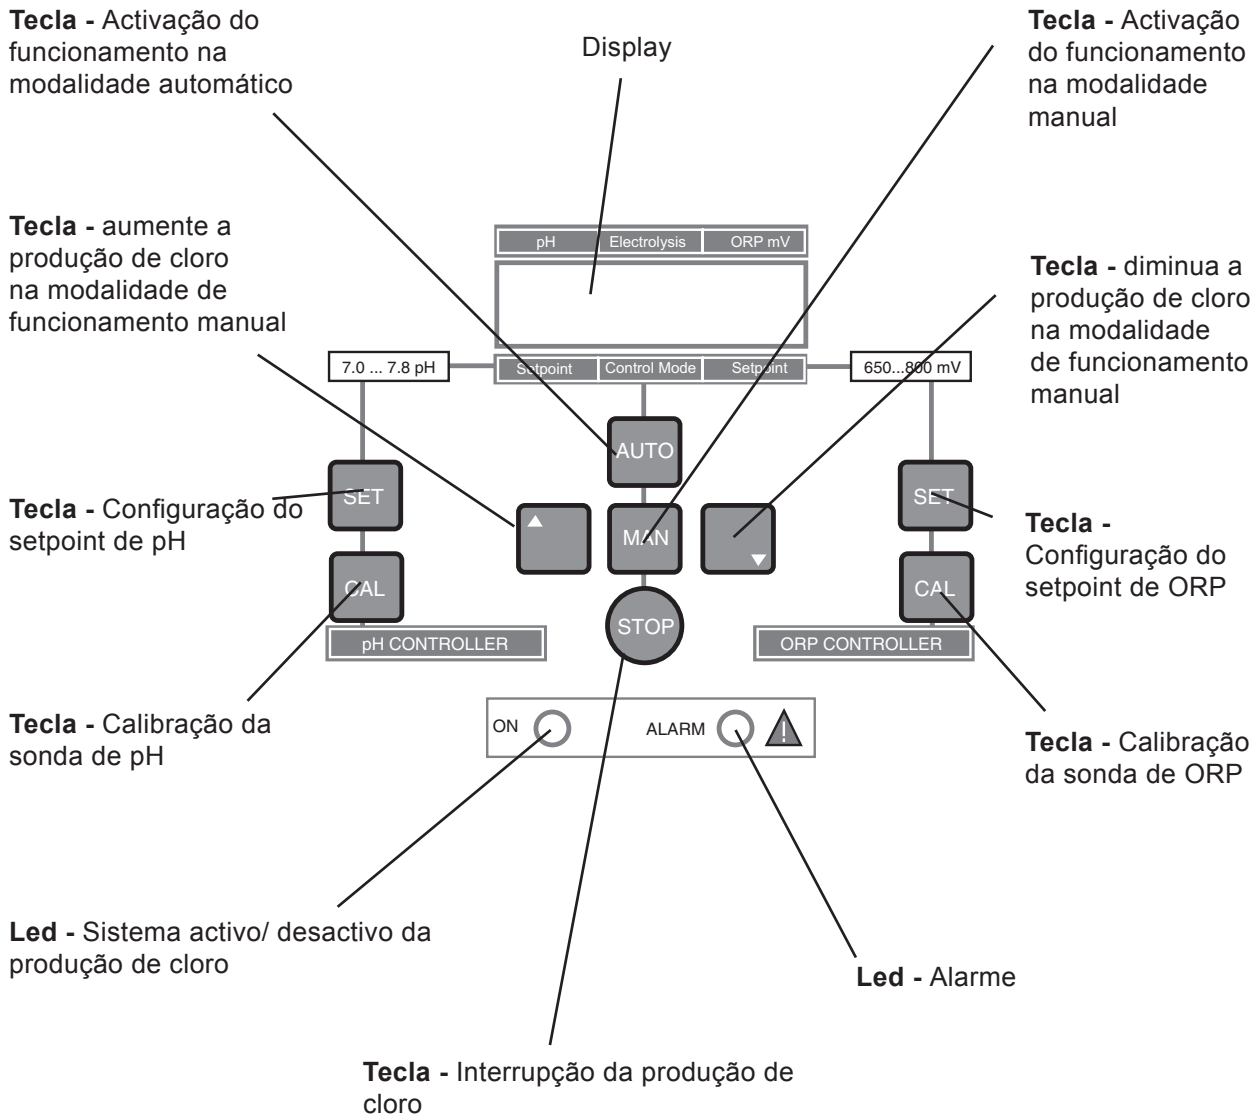 Tecla - Activação do
funcionamento na
modalidade automático
Display
Tecla - Activação
do funcionamento
na modalidade
manual
Tecla - aumente a
produção de cloro
na modalidade de
funcionamento manual
pH
Electrolysis
ORP mV
Tecla - diminua a
produção de cloro
na modalidade
de funcionamento
manual
7.0 ... 7.8 pH
Setpoint
Control Mode
Setpoint
650...800 mV
AUTO
SET
MAN
SET
Tecla - Configuração do
setpoint de pH
Tecla -
Configuração do
setpoint de ORP
CAL
STOP
CAL
pH CONTROLLER
ORP CONTROLLER
Tecla - Calibração da
sonda de pH
ON
ALARM
!
Tecla - Calibração
da sonda de ORP
Led - Sistema activo/ desactivo da
produção de cloro
Led - Alarme
Tecla - Interrupção da produção de
cloro